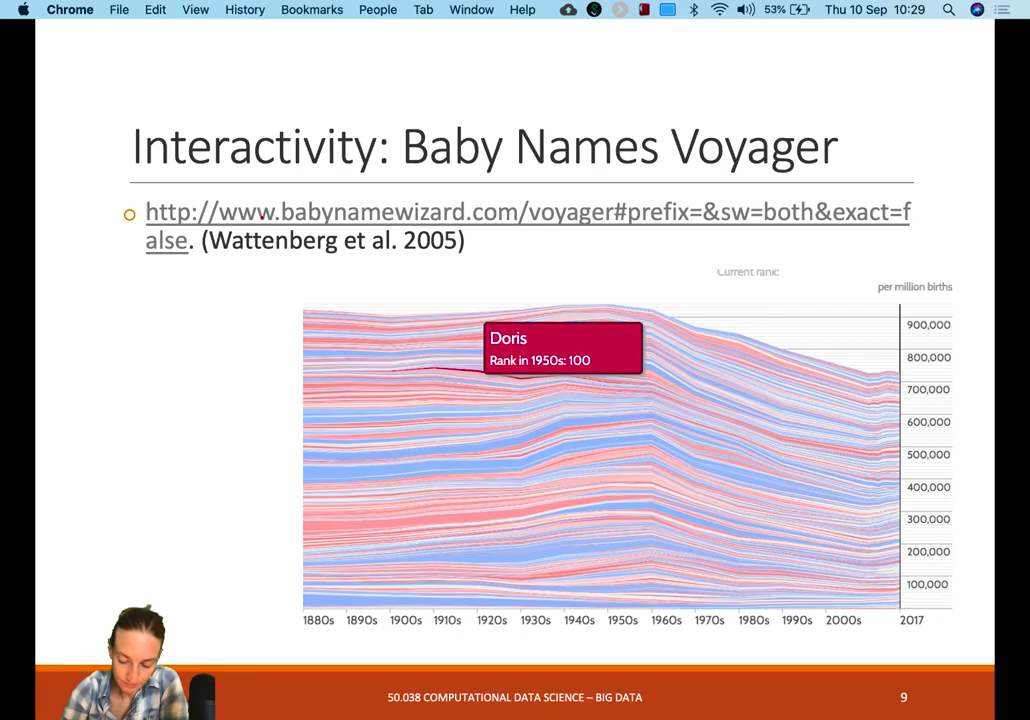 Chrome File Edit View History Bookmarks People Tab Window Help 53% Thu 10 Sep 10:29
Interactivity: Baby Names Voyager
http://www.babynamewizard.com/voyager#prefix=&sw=both&exact=f
alse. (Wattenberg et al. 2005)
Current rank:
per million births
Doris
Rank in 1950s: 100
900,000
800,000
700,000
600,000
500,000
400,000
300,000
200,000
100,000
1880s 1890s 1900s 1910s 1920s 1930s 1940s 1950s 1960s 1970s 1980s 1990s 2000s 2017
50.038 COMPUTATIONAL DATA SCIENCE – BIG DATA 9